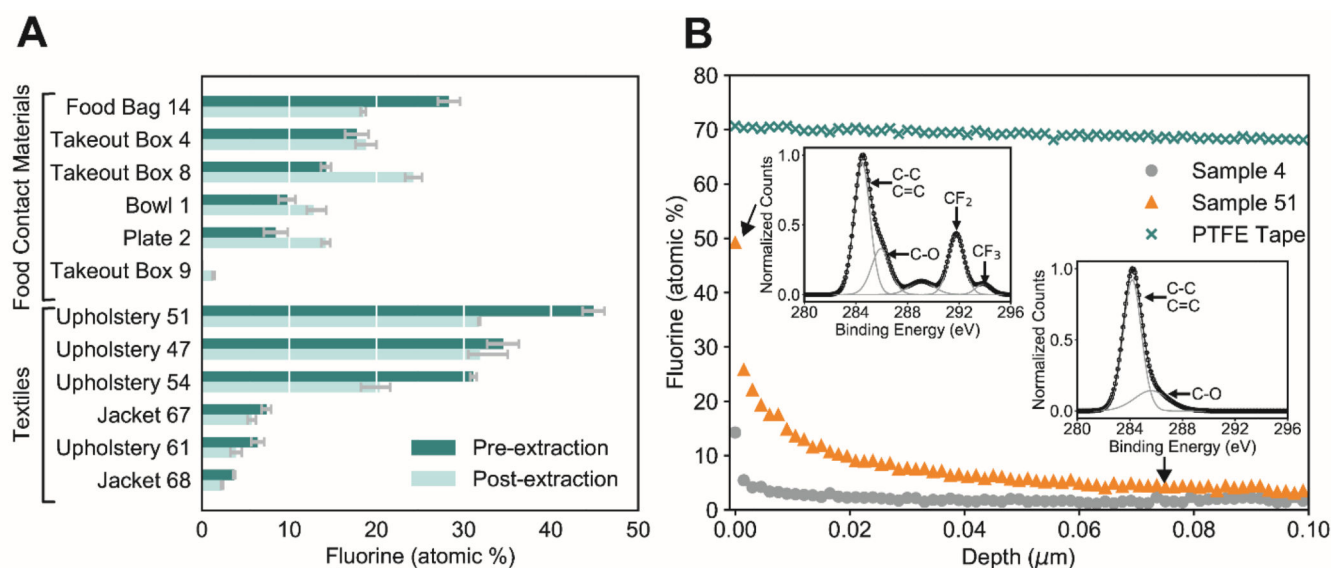 A
Food Contact Materials
Textiles
Food Bag 14
Takeout Box 4
Takeout Box 8
Bowl 1
Plate 2
Takeout Box 9
Upholstery 51
Upholstery 47
Upholstery 54
Jacket 67
Upholstery 61
Jacket 68
Pre-extraction
Post-extraction
0 10 20 30 40 50
Fluorine (atomic %)
B
Fluorine (atomic %)
80
70
60
50
40
30
20
10
0
0.00 0.02 0.04 0.06 0.08 0.10
Depth (μm)
Sample 4
Sample 51
PTFE Tape
Normalized Counts
1.0
0.5
0.0
C-C
C=C
C-O
CF₂
CF₃
280 284 288 292 296
Binding Energy (eV)
Normalized Counts
1.0
0.5
0.0
C-C
C=C
C-O
280 284 288 292 296
Binding Energy (eV)